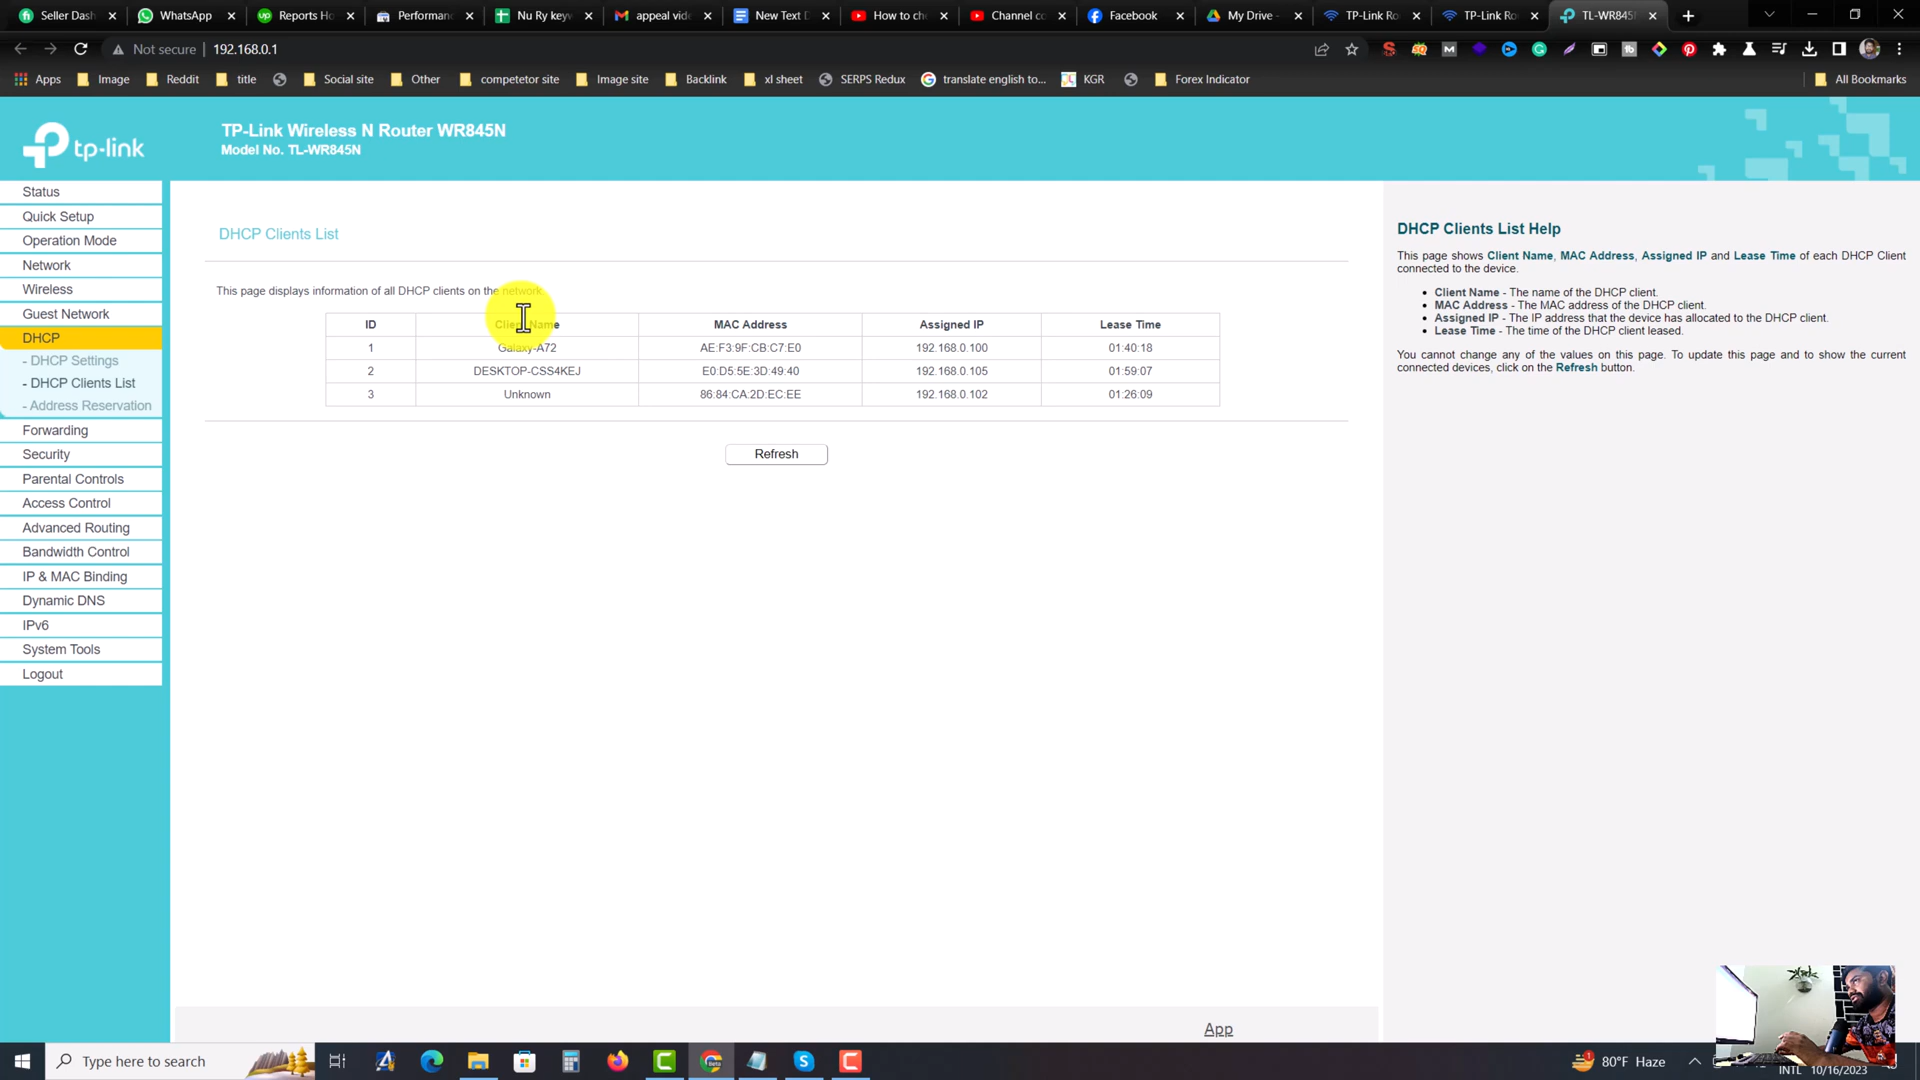 Seller Dash
WhatsApp
Reports Ho
Performanc
Nu Ry keyw
appeal vid
New Text D
How to che
Channel co
Facebook
My Drive -
TP-Link Ro
TP-Link Ro
TL-WR845N
Not secure
192.168.0.1
Apps
Image
Reddit
title
Social site
Other
competetor site
Image site
Backlink
xl sheet
SERPS Redux
translate english to...
KGR
Forex Indicator
All Bookmarks
tp-link
TP-Link Wireless N Router WR845N
Model No. TL-WR845N
Status
Quick Setup
Operation Mode
Network
Wireless
Guest Network
DHCP
- DHCP Settings
- DHCP Clients List
- Address Reservation
Forwarding
Security
Parental Controls
Access Control
Advanced Routing
Bandwidth Control
IP & MAC Binding
Dynamic DNS
IPv6
System Tools
Logout
DHCP Clients List
This page displays information of all DHCP clients on the network.
ID Client Name MAC Address Assigned IP Lease Time
1 Galaxy-A72 AE:F3:9F:CB:C7:E0 192.168.0.100 01:40:18
2 DESKTOP-CSS4KEJ E0:D5:5E:3D:49:40 192.168.0.105 01:59:07
3 Unknown 86:84:CA:2D:EC:EE 192.168.0.102 01:26:09
Refresh
App
DHCP Clients List Help
This page shows Client Name, MAC Address, Assigned IP and Lease Time of each DHCP Client
connected to the device.
• Client Name - The name of the DHCP client.
• MAC Address - The MAC address of the DHCP client.
• Assigned IP - The IP address that the device has allocated to the DHCP client.
• Lease Time - The time of the DHCP client leased.
You cannot change any of the values on this page. To update this page and to show the current
connected devices, click on the Refresh button.
Type here to search
80°F Haze
INTL 10/16/2023